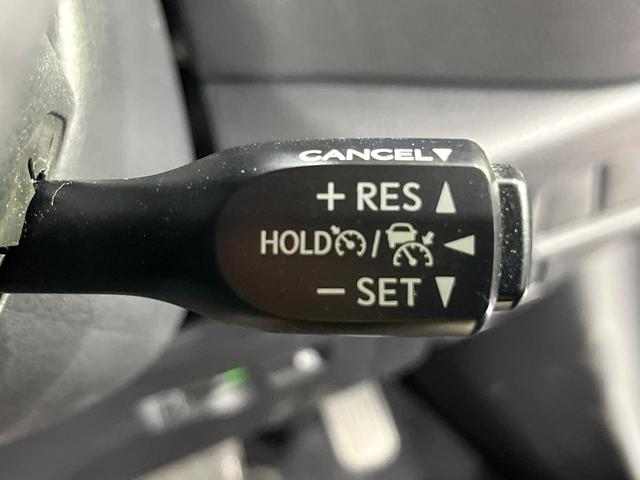 CANCEL▼
+ RES ▲
HOLD / ◀
− SET ▼